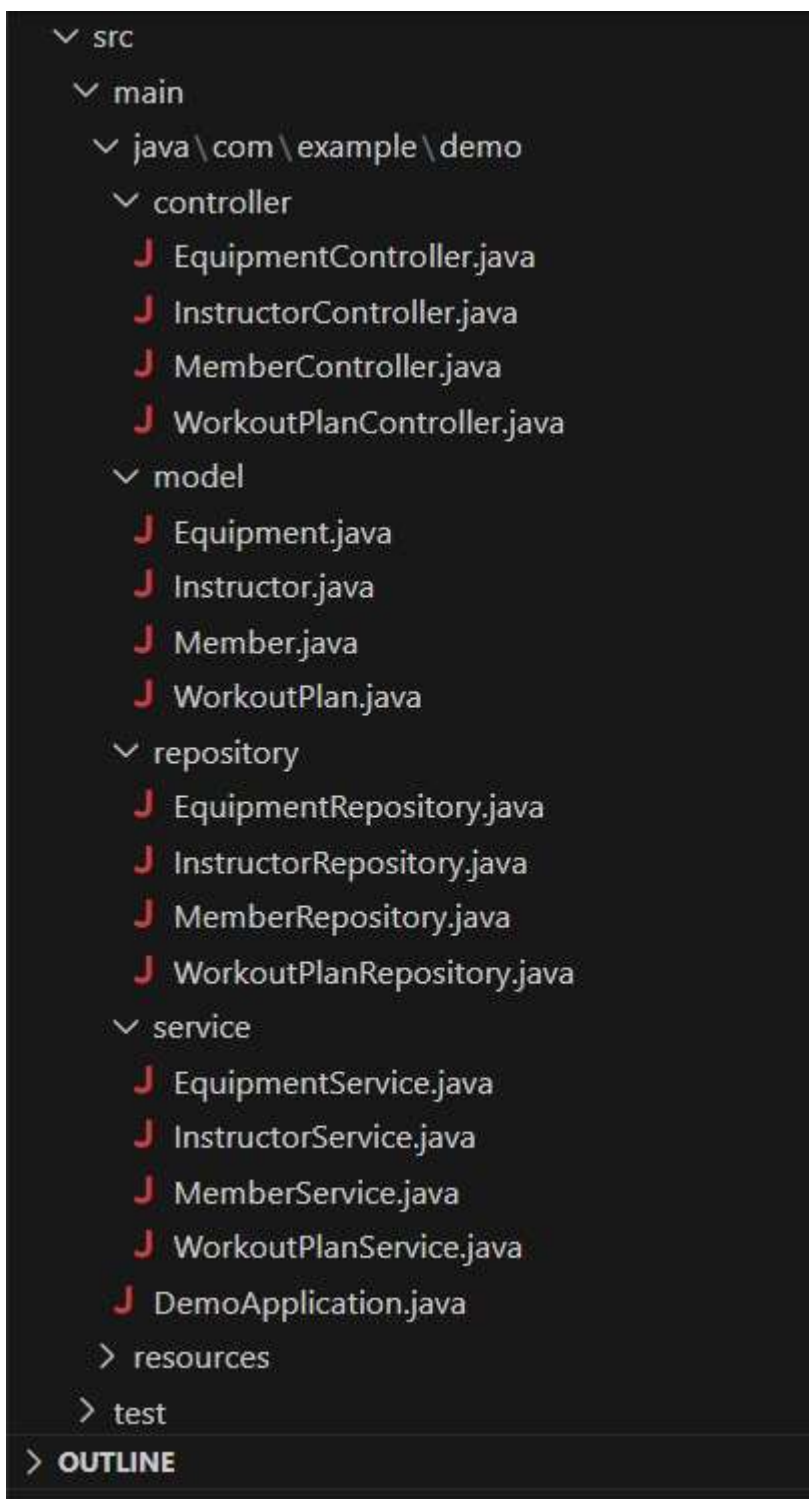 src
main
java\com\example\demo
controller
J EquipmentController.java
J InstructorController.java
J MemberController.java
J WorkoutPlanController.java
model
J Equipment.java
J Instructor.java
J Member.java
J WorkoutPlan.java
repository
J EquipmentRepository.java
J InstructorRepository.java
J MemberRepository.java
J WorkoutPlanRepository.java
service
J EquipmentService.java
J InstructorService.java
J MemberService.java
J WorkoutPlanService.java
J DemoApplication.java
resources
test
OUTLINE